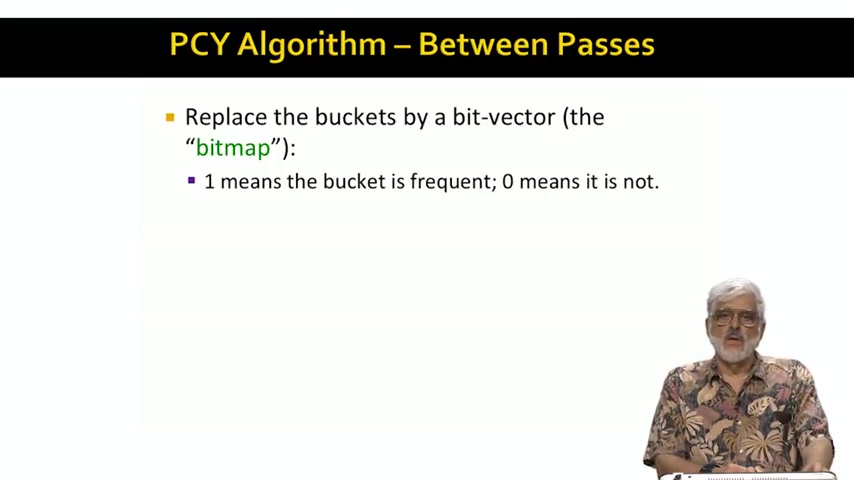 PCY Algorithm – Between Passes
Replace the buckets by a bit-vector (the
“bitmap”):
1 means the bucket is frequent; 0 means it is not.